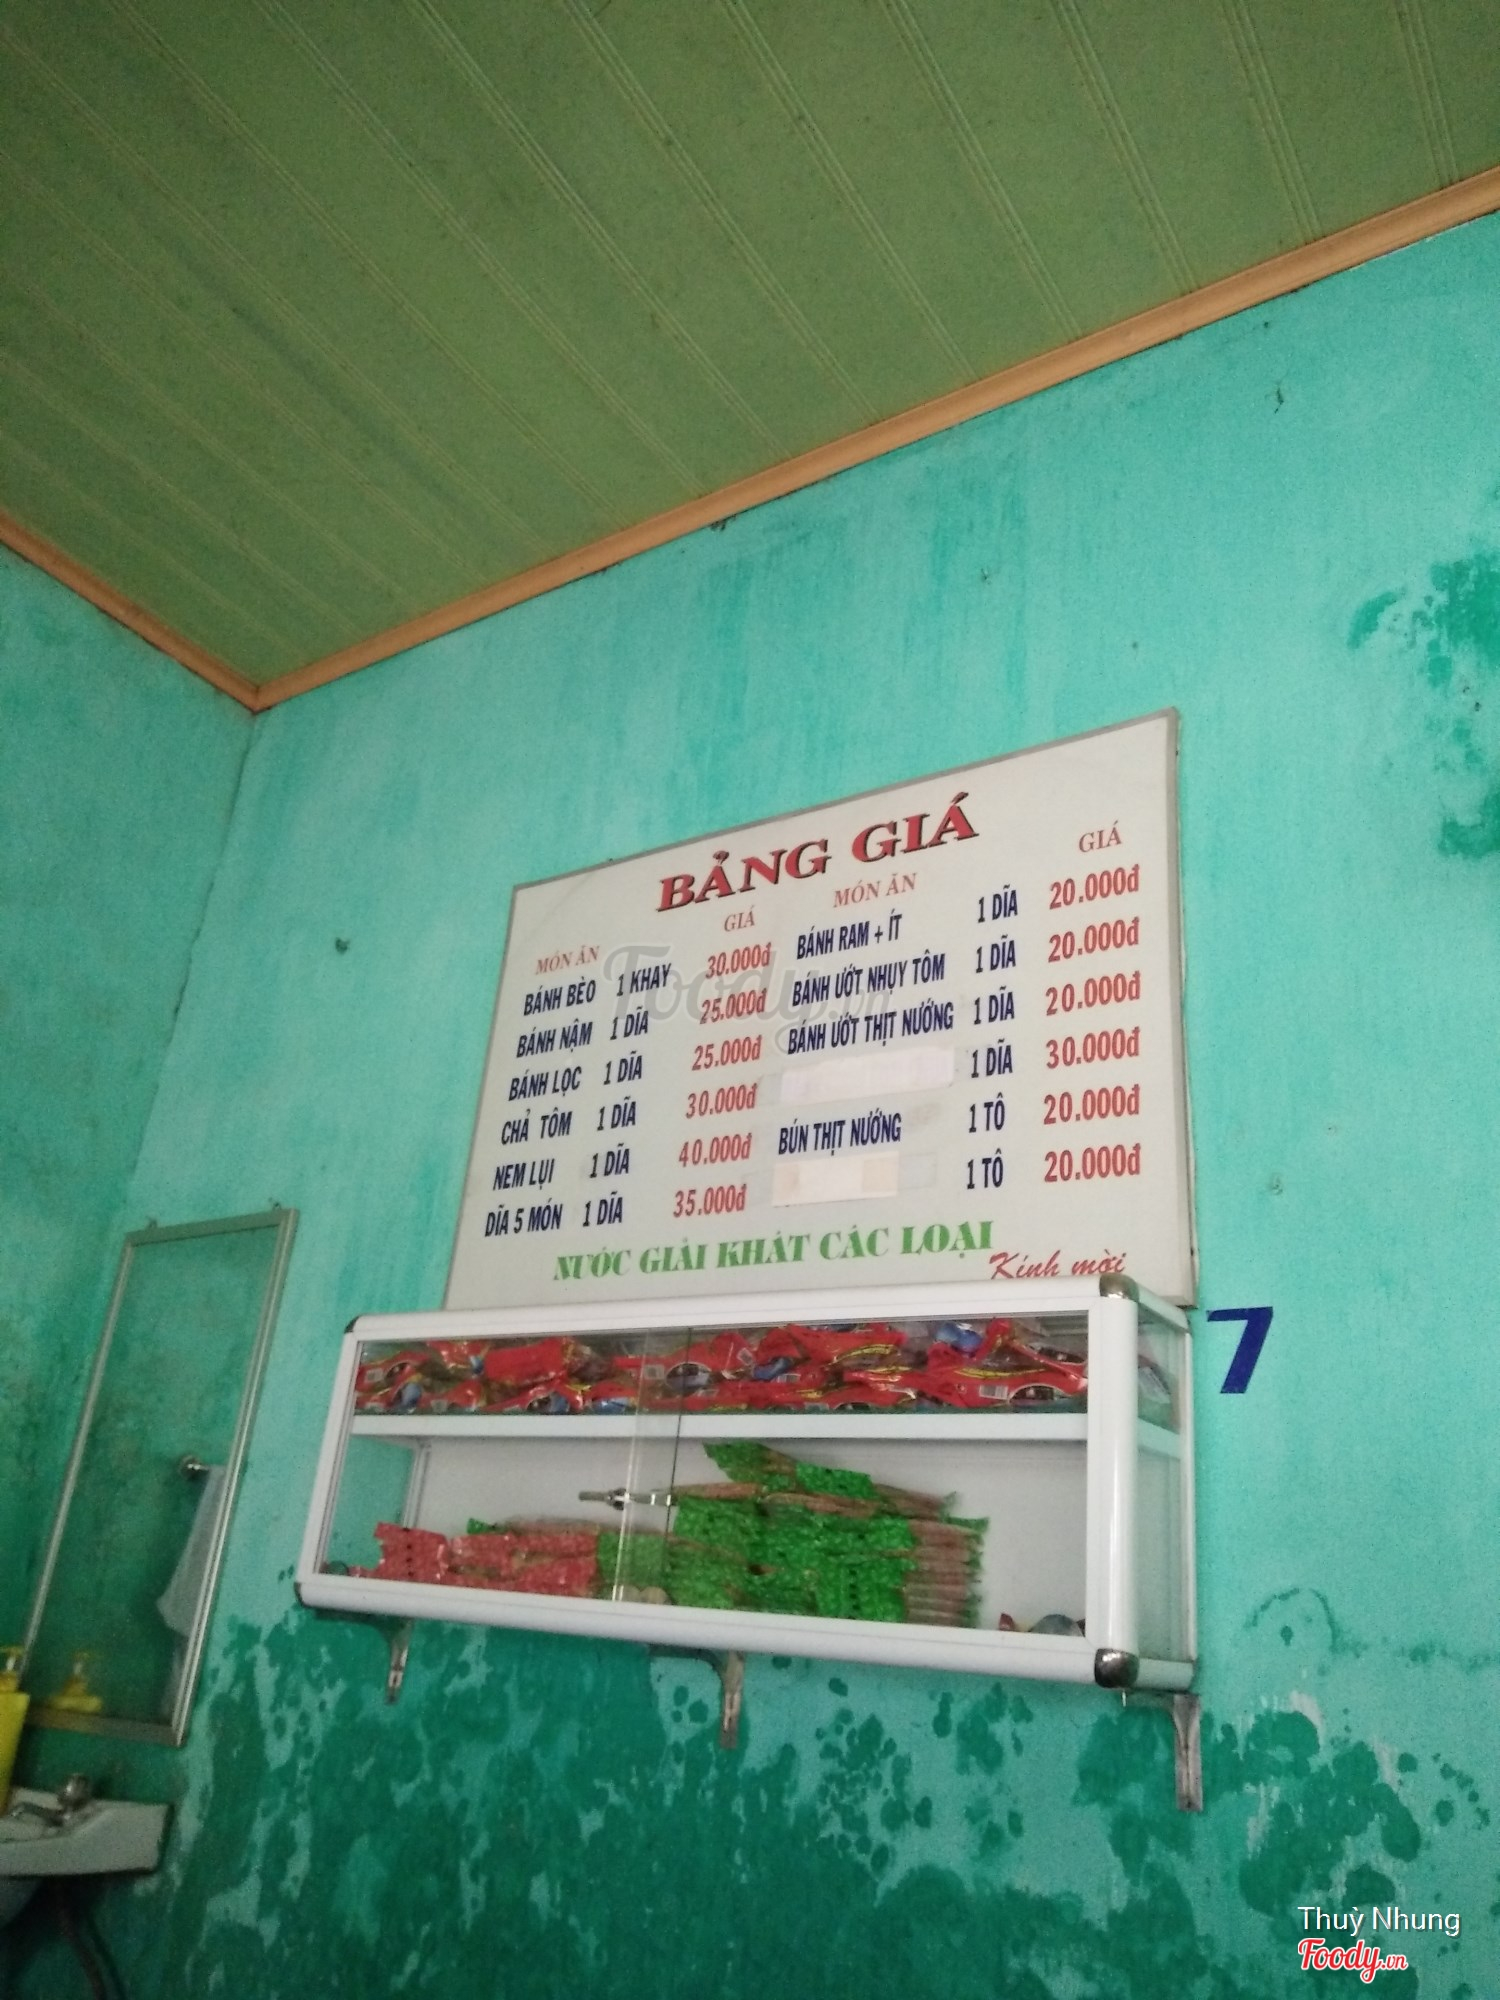 BẢNG GIÁ
MÓN ĂN GIÁ
BÁNH BÈO 1 KHAY 30.000đ
BÁNH NẬM 1 DĨA 25.000đ
BÁNH LỌC 1 DĨA 25.000đ
CHẢ TÔM 1 DĨA 30.000đ
NEM LỤI 1 DĨA 40.000đ
DĨA 5 MÓN 1 DĨA 35.000đ
MÓN ĂN GIÁ
BÁNH RAM + ÍT 1 DĨA 20.000đ
BÁNH ƯỚT NHỤY TÔM 1 DĨA 20.000đ
BÁNH ƯỚT THỊT NƯỚNG 1 DĨA 20.000đ
1 DĨA 30.000đ
BÚN THỊT NƯỚNG 1 TÔ 20.000đ
1 TÔ 20.000đ
NƯỚC GIẢI KHÁT CÁC LOẠI
Kính mời
Foody.vn
7
Thuỳ Nhung
Foody.vn